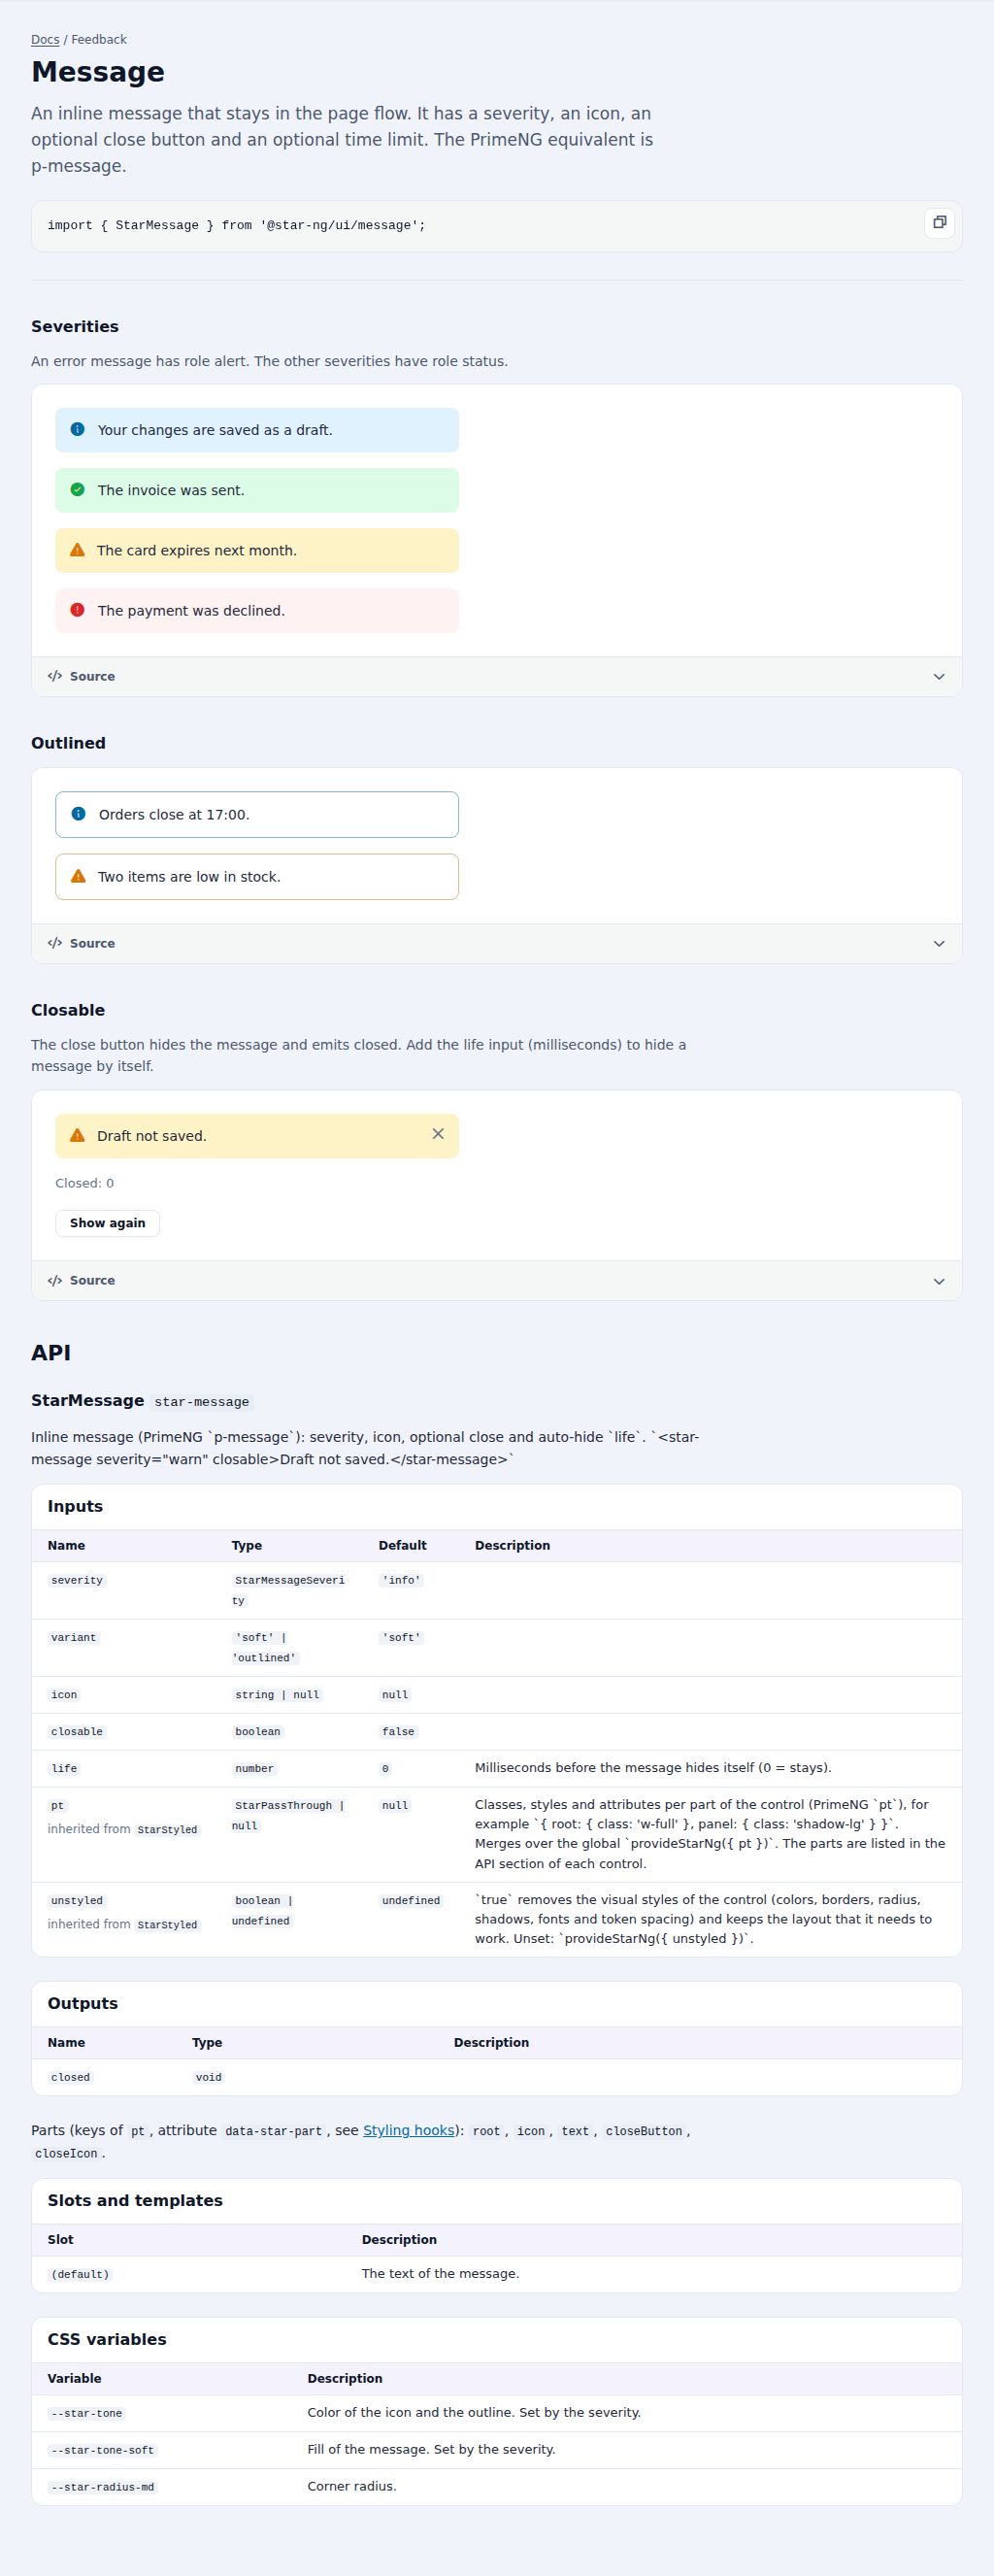 Docs / Feedback
Message
An inline message that stays in the page flow. It has a severity, an icon, an
optional close button and an optional time limit. The PrimeNG equivalent is
p-message.
import { StarMessage } from '@star-ng/ui/message';
Severities
An error message has role alert. The other severities have role status.
Your changes are saved as a draft.
The invoice was sent.
The card expires next month.
The payment was declined.
Source
Outlined
Orders close at 17:00.
Two items are low in stock.
Source
Closable
The close button hides the message and emits closed. Add the life input (milliseconds) to hide a
message by itself.
Draft not saved.
Closed: 0
Show again
Source
API
StarMessage star-message
Inline message (PrimeNG `p-message`): severity, icon, optional close and auto-hide `life`. `<star-
message severity="warn" closable>Draft not saved.</star-message>`
Inputs
Name Type Default Description
severity StarMessageSeveri 'info'
ty
variant 'soft' | 'soft'
'outlined'
icon string | null null
closable boolean false
life number 0 Milliseconds before the message hides itself (0 = stays).
pt StarPassThrough | null Classes, styles and attributes per part of the control (PrimeNG `pt`), for
inherited from StarStyled null example `{ root: { class: 'w-full' }, panel: { class: 'shadow-lg' } }`.
Merges over the global `provideStarNg({ pt })`. The parts are listed in the
API section of each control.
unstyled boolean | undefined `true` removes the visual styles of the control (colors, borders, radius,
inherited from StarStyled undefined shadows, fonts and token spacing) and keeps the layout that it needs to
work. Unset: `provideStarNg({ unstyled })`.
Outputs
Name Type Description
closed void
Parts (keys of pt, attribute data-star-part, see Styling hooks): root, icon, text, closeButton,
closeIcon.
Slots and templates
Slot Description
(default) The text of the message.
CSS variables
Variable Description
--star-tone Color of the icon and the outline. Set by the severity.
--star-tone-soft Fill of the message. Set by the severity.
--star-radius-md Corner radius.